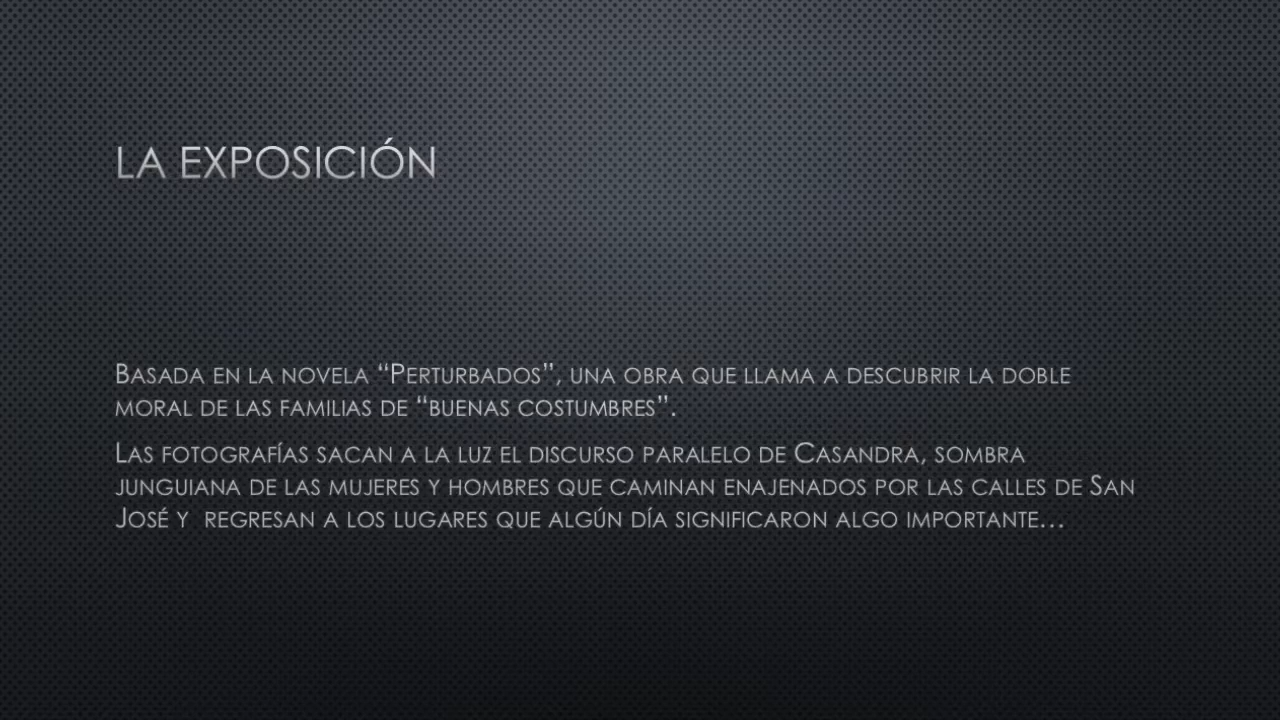 LA EXPOSICIÓN
BASADA EN LA NOVELA “PERTURBADOS”, UNA OBRA QUE LLAMA A DESCUBRIR LA DOBLE
MORAL DE LAS FAMILIAS DE “BUENAS COSTUMBRES”.
LAS FOTOGRAFÍAS SACAN A LA LUZ EL DISCURSO PARALELO DE CASANDRA, SOMBRA
JUNGUIANA DE LAS MUJERES Y HOMBRES QUE CAMINAN ENAJENADOS POR LAS CALLES DE SAN
JOSÉ Y REGRESAN A LOS LUGARES QUE ALGÚN DÍA SIGNIFICARON ALGO IMPORTANTE…